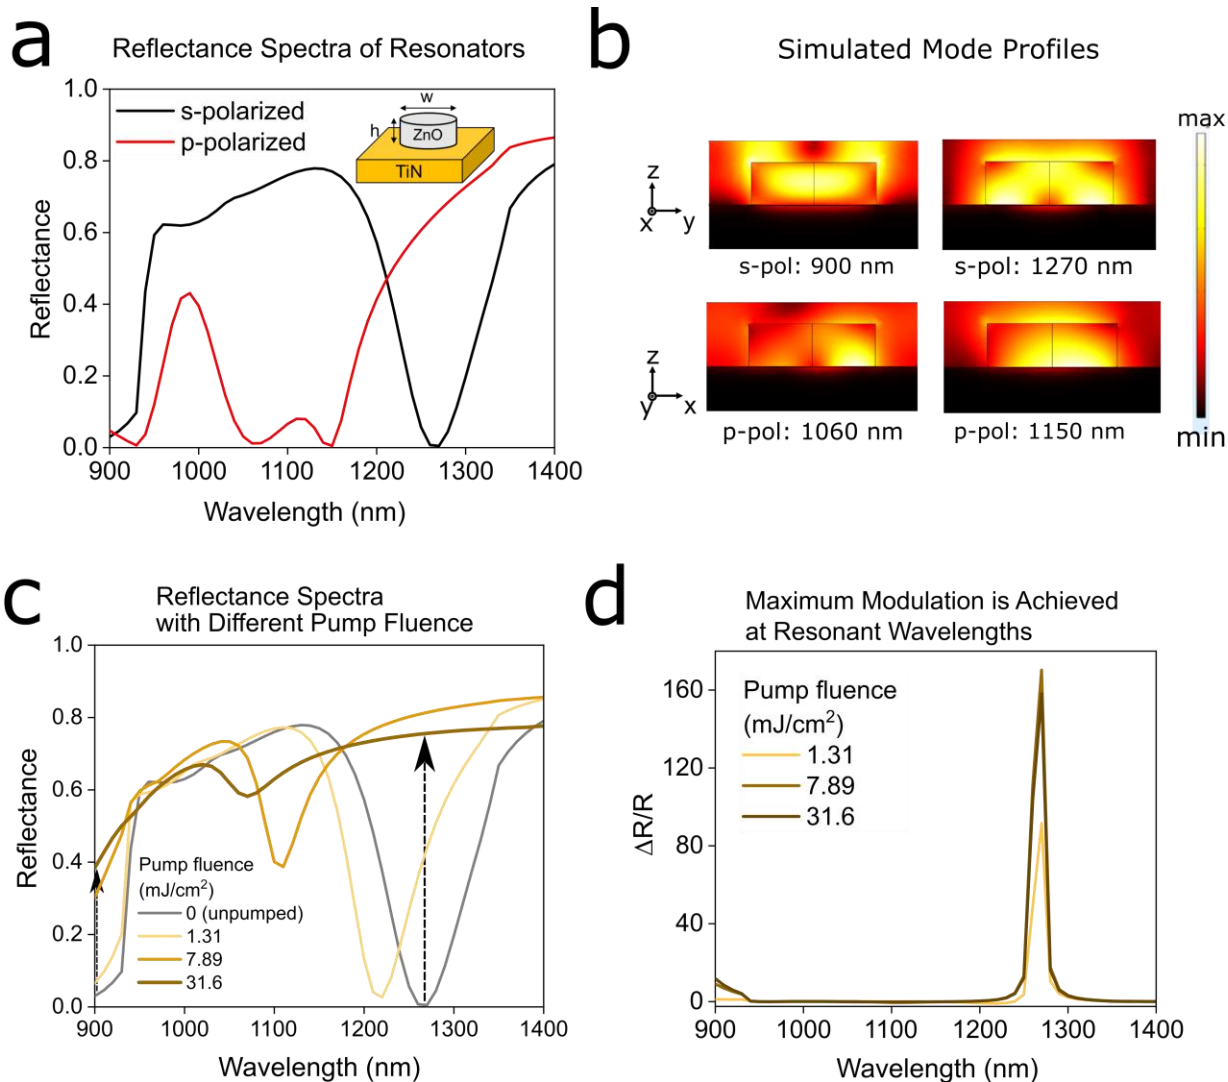 a
Reflectance Spectra of Resonators
1.0
0.8
0.6
0.4
0.2
0.0
Reflectance
s-polarized
p-polarized
w
h
ZnO
TiN
900
1000
1100
1200
1300
1400
Wavelength (nm)
b
Simulated Mode Profiles
z
x
y
s-pol: 900 nm
s-pol: 1270 nm
z
y
x
p-pol: 1060 nm
p-pol: 1150 nm
max
min
c
Reflectance Spectra
with Different Pump Fluence
1.0
0.8
0.6
0.4
0.2
0.0
Reflectance
Pump fluence
(mJ/cm²)
0 (unpumped)
1.31
7.89
31.6
900
1000
1100
1200
1300
1400
Wavelength (nm)
d
Maximum Modulation is Achieved
at Resonant Wavelengths
160
120
80
40
0
ΔR/R
Pump fluence
(mJ/cm²)
1.31
7.89
31.6
900
1000
1100
1200
1300
1400
Wavelength (nm)